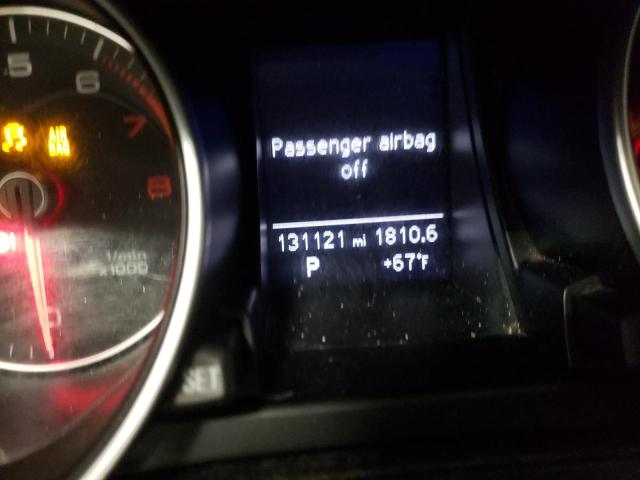 5
6
7
8
AIR
BAG
1/min
x1000
Passenger airbag
off
131121 mi 1810.6
P +67°F
SET